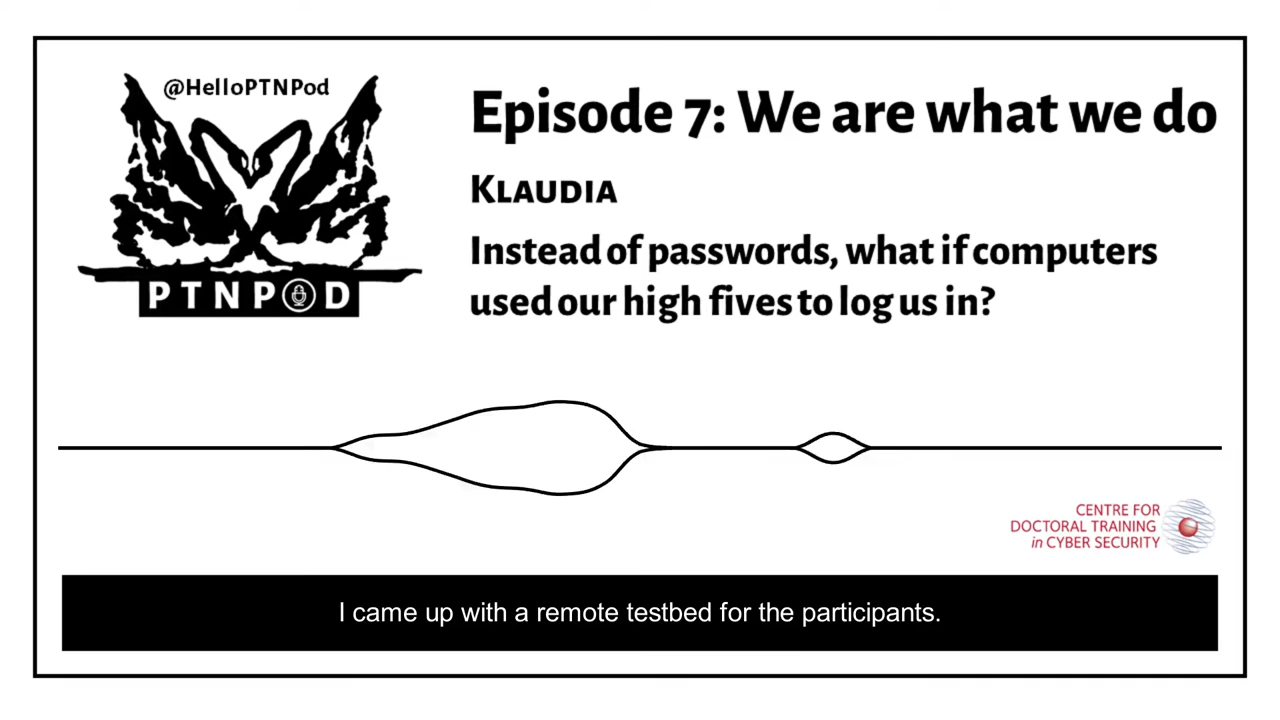 @HelloPTNPod
PTNPOD
Episode 7: We are what we do
KLAUDIA
Instead of passwords, what if computers
used our high fives to log us in?
CENTRE FOR
DOCTORAL TRAINING
in CYBER SECURITY
I came up with a remote testbed for the participants.